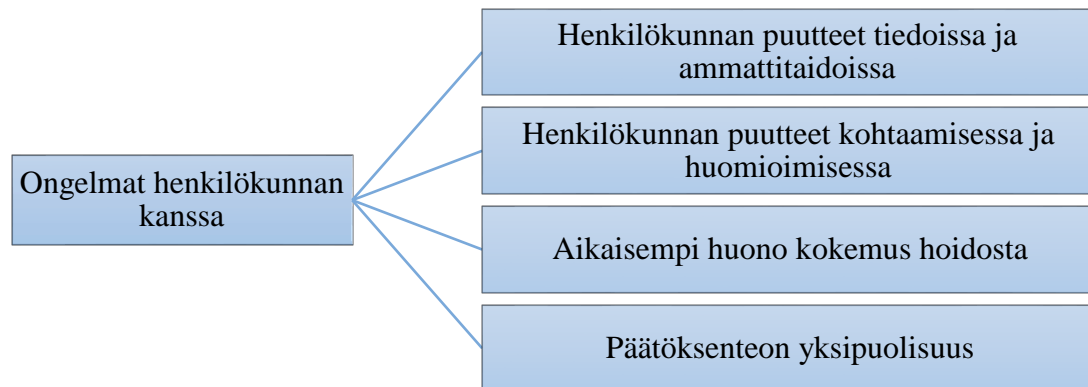 Henkilökunnan puutteet tiedoissa ja
ammattitaidoissa
Henkilökunnan puutteet kohtaamisessa ja
huomioimisessa
Ongelmat henkilökunnan
kanssa
Aikaisempi huono kokemus hoidosta
Päätöksenteon yksipuolisuus